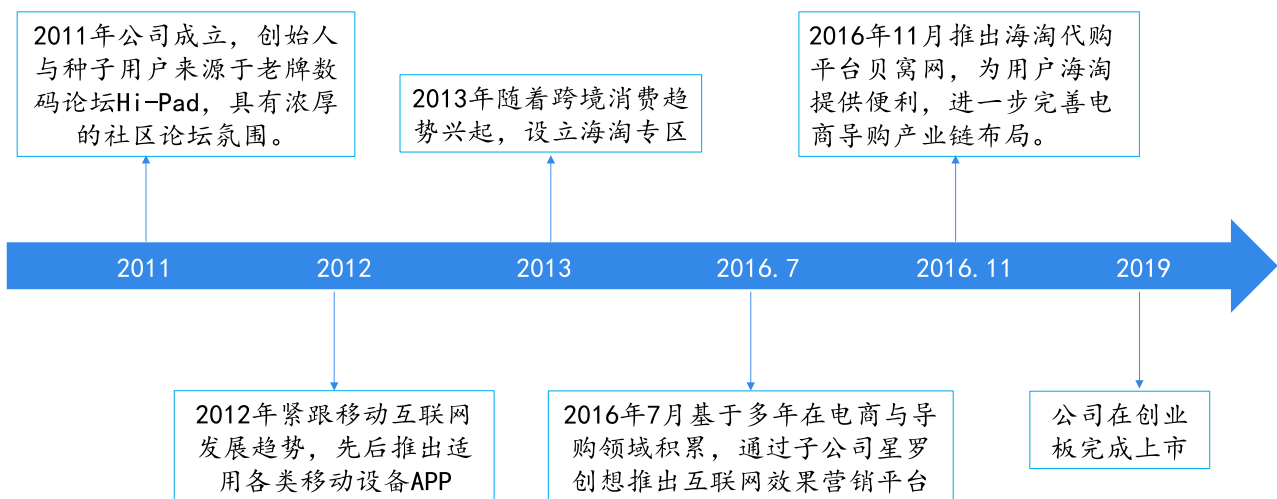 2011年公司成立，创始人
与种子用户来源于老牌数
码论坛Hi-Pad，具有浓厚
的社区论坛氛围。
2013年随着跨境消费趋
势兴起，设立海淘专区
2016年11月推出海淘代购
平台贝窝网，为用户海淘
提供便利，进一步完善电
商导购产业链布局。
2011
2012
2013
2016.7
2016.11
2019
2012年紧跟移动互联网
发展趋势，先后推出适
用各类移动设备APP
2016年7月基于多年在电商与导
购领域积累，通过子公司星罗
创想推出互联网效果营销平台
公司在创业
板完成上市